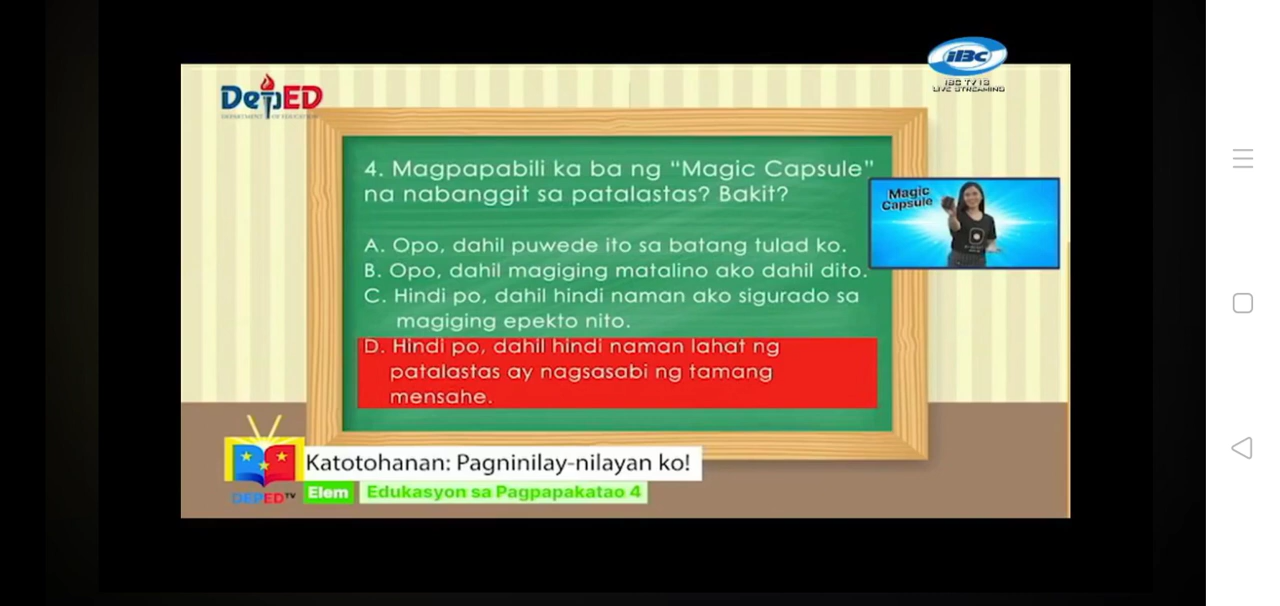 iBC
IBC TV13
LIVE STREAMING
DepED
DEPARTMENT OF EDUCATION
4. Magpapabili ka ba ng “Magic Capsule”
na nabanggit sa patalastas? Bakit?
Magic
Capsule
A. Opo, dahil puwede ito sa batang tulad ko.
B. Opo, dahil magiging matalino ako dahil dito.
C. Hindi po, dahil hindi naman ako sigurado sa
magiging epekto nito.
D. Hindi po, dahil hindi naman lahat ng
patalastas ay nagsasabi ng tamang
mensahe.
Katotohanan: Pagninilay-nilayan ko!
DEPED TV
Elem Edukasyon sa Pagpapakatao 4